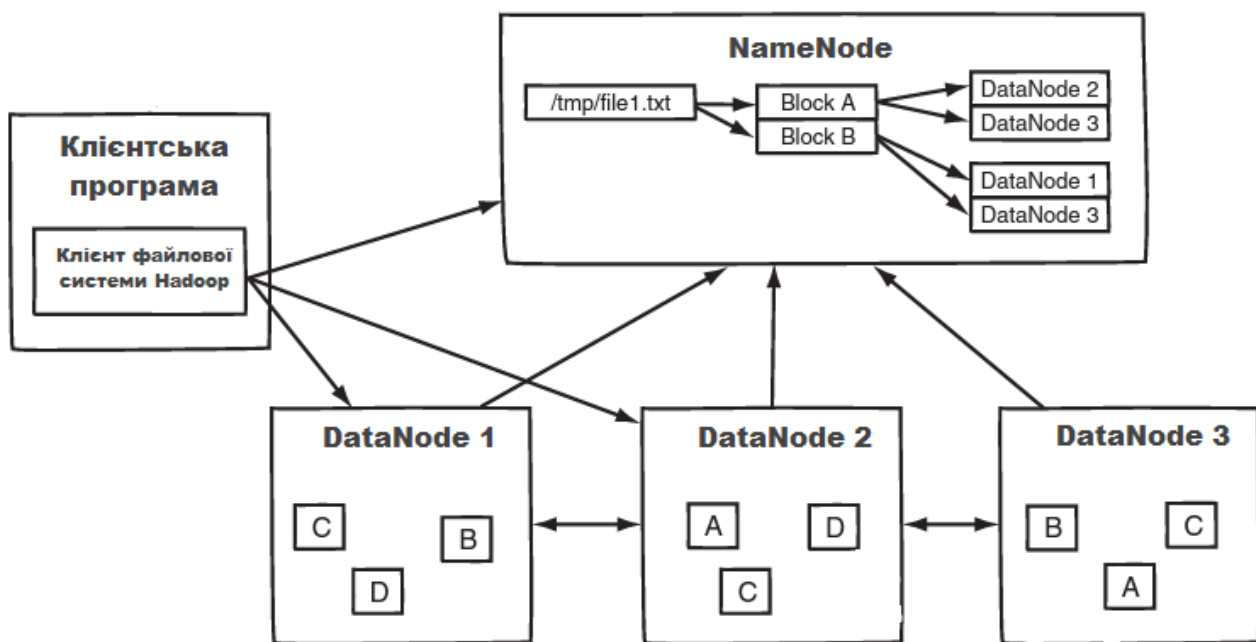 NameNode
/tmp/file1.txt
Block A
Block B
DataNode 2
DataNode 3
DataNode 1
DataNode 3
Клієнтська
програма
Клієнт файлової
системи Hadoop
DataNode 1
C
B
D
DataNode 2
A
D
C
DataNode 3
B
C
A